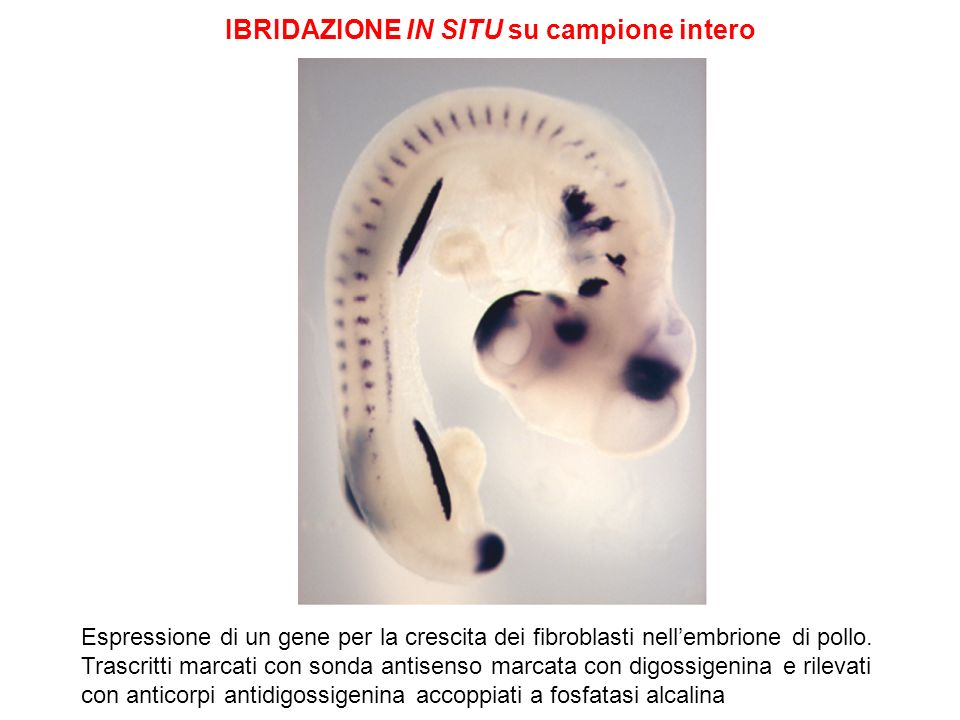 IBRIDAZIONE IN SITU su campione intero
Espressione di un gene per la crescita dei fibroblasti nell’embrione di pollo.
Trascritti marcati con sonda antisenso marcata con digossigenina e rilevati
con anticorpi antidigossigenina accoppiati a fosfatasi alcalina